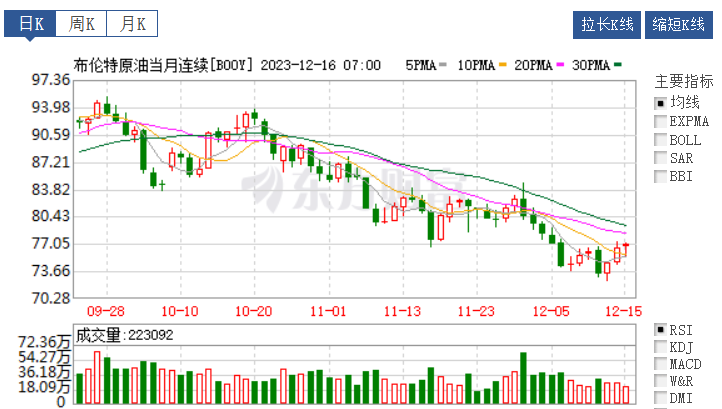 日K 周K 月K 拉长K线 缩短K线
布伦特原油当月连续[B00Y] 2023-12-16 07:00 5PMA 10PMA 20PMA 30PMA
97.36
93.98
90.59
87.21
83.82
80.43
77.05
73.66
70.28
东方财富
09-28 10-10 10-20 11-01 11-13 11-23 12-05 12-15
成交量:223092
72.36万
54.27万
36.18万
18.09万
0
主要指标
均线
EXPMA
BOLL
SAR
BBI
RSI
KDJ
MACD
W&R
DMI